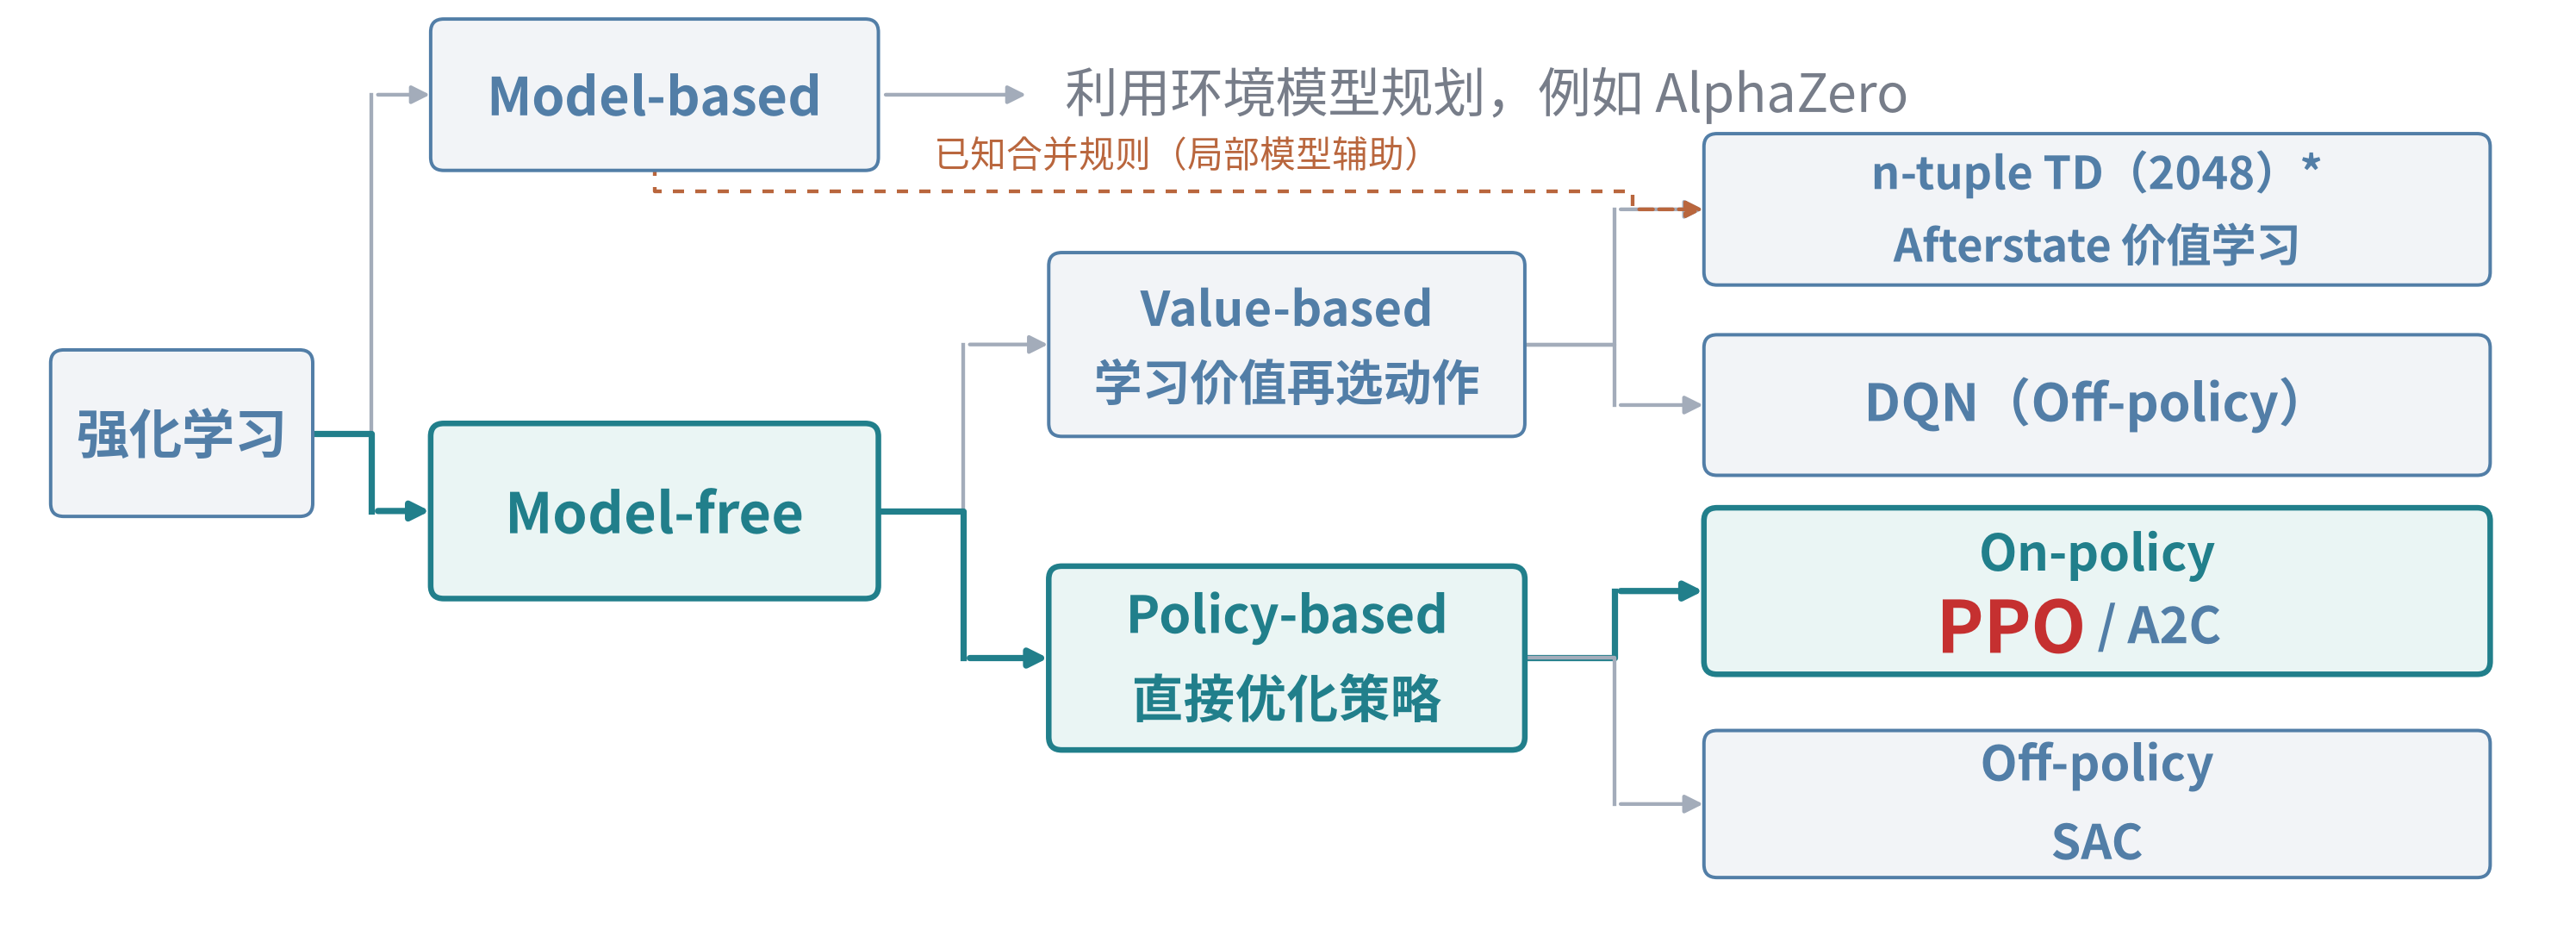 Model-based
利用环境模型规划，例如 AlphaZero
已知合并规则（局部模型辅助）
n-tuple TD（2048）*
Afterstate 价值学习
Value-based
学习价值再选动作
DQN（Off-policy）
强化学习
Model-free
On-policy
PPO / A2C
Policy-based
直接优化策略
Off-policy
SAC